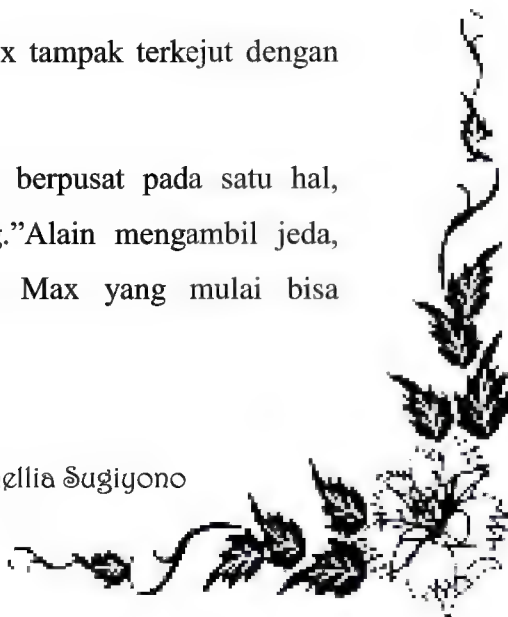 x tampak terkejut dengan
berpusat pada satu hal,
g.”Alain mengambil jeda,
Max yang mulai bisa
ellia Sugiyono